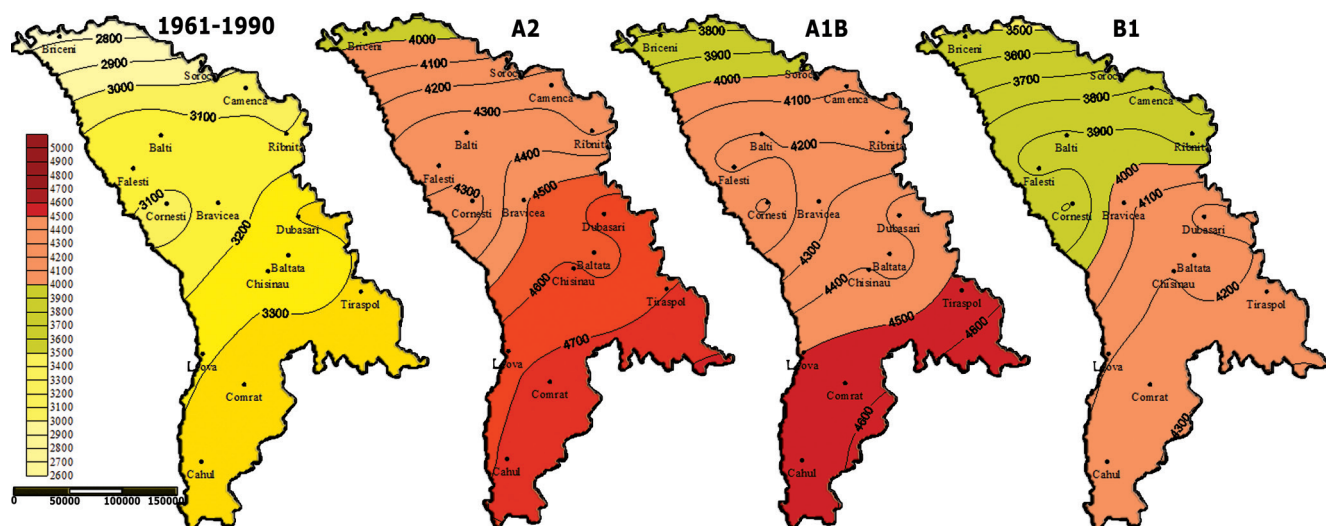 1961-1990
2800
Briceni
2900
3000
Soroca
Camenca
3100
Balti
Ribnita
Falesti
3100
Cornesti
Bravicea
3200
Dubasari
Baltata
Chisinau
Tiraspol
3300
Leova
Comrat
Cahul
A2
4000
Briceni
4100
4200
Soroca
Camenca
4300
Balti
Ribnita
4400
Falesti
4300
4500
Cornesti
Bravicea
Dubasari
Baltata
4600
Chisinau
Tiraspol
4700
Leova
Comrat
Cahul
A1B
3800
Briceni
3900
Soroca
4000
Camenca
4100
Balti
4200
Ribnita
Falesti
Cornesti
Bravicea
Dubasari
4300
Baltata
4400
Chisinau
Tiraspol
4500
4600
Leova
Comrat
4600
Cahul
B1
3500
Briceni
3600
3700
Soroca
Camenca
3800
Balti
3900
Ribnita
Falesti
4000
4100
Cornesti
Bravicea
Dubasari
Baltata
Chisinau
4200
Tiraspol
Leova
Comrat
4300
Cahul
5000
4900
4800
4700
4600
4500
4400
4300
4200
4100
4000
3900
3800
3700
3600
3500
3400
3300
3200
3100
3000
2900
2800
2700
2600
0 50000 100000 150000